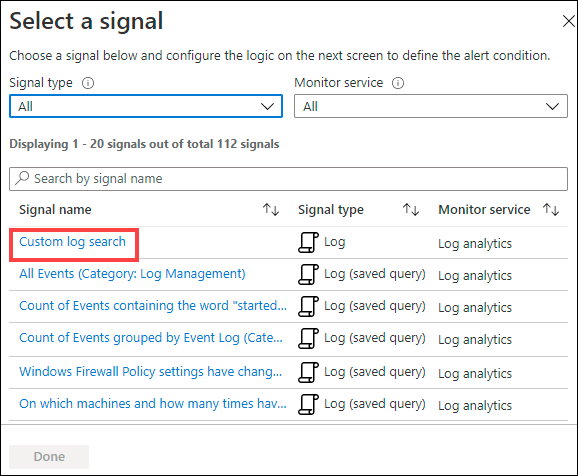 Select a signal
Choose a signal below and configure the logic on the next screen to define the alert condition.
Signal type Monitor service
All All
Displaying 1 - 20 signals out of total 112 signals
Search by signal name
Signal name Signal type Monitor service
Custom log search Log Log analytics
All Events (Category: Log Management) Log (saved query) Log analytics
Count of Events containing the word "started... Log (saved query) Log analytics
Count of Events grouped by Event Log (Cate... Log (saved query) Log analytics
Windows Firewall Policy settings have chang... Log (saved query) Log analytics
On which machines and how many times hav... Log (saved query) Log analytics
Done